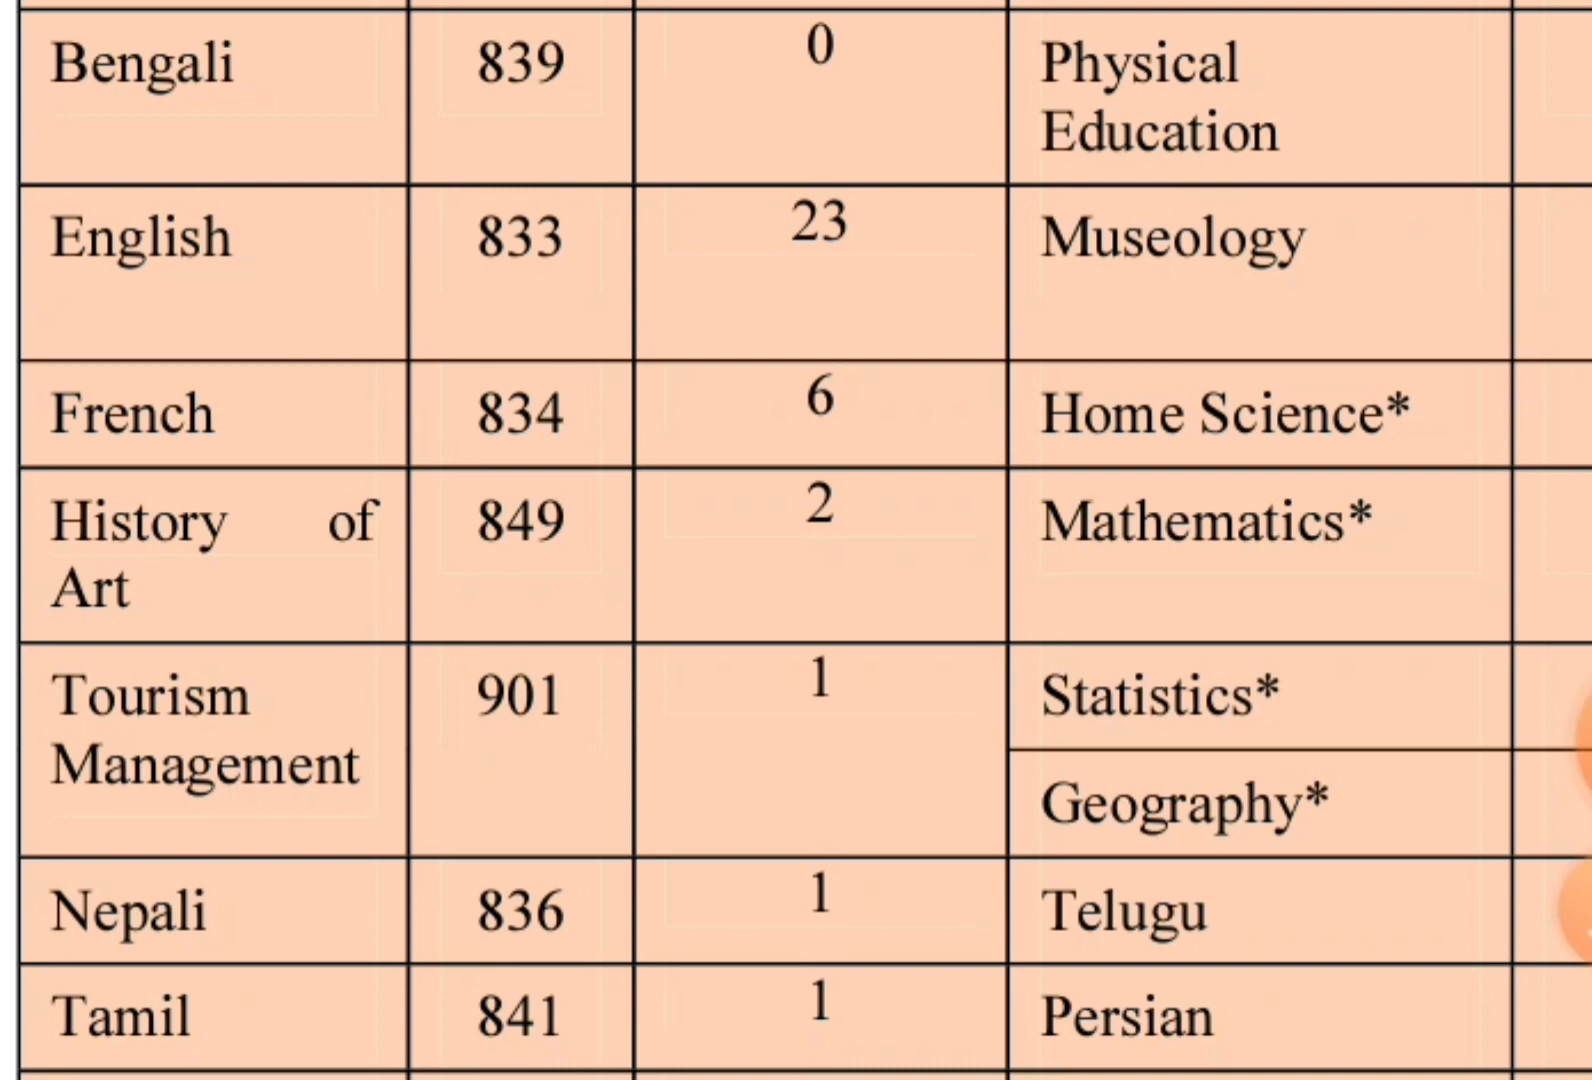 Bengali 839 0 Physical
Education
English 833 23 Museology
French 834 6 Home Science*
History of 849 2 Mathematics*
Art
Tourism 901 1 Statistics*
Management
Geography*
Nepali 836 1 Telugu
Tamil 841 1 Persian